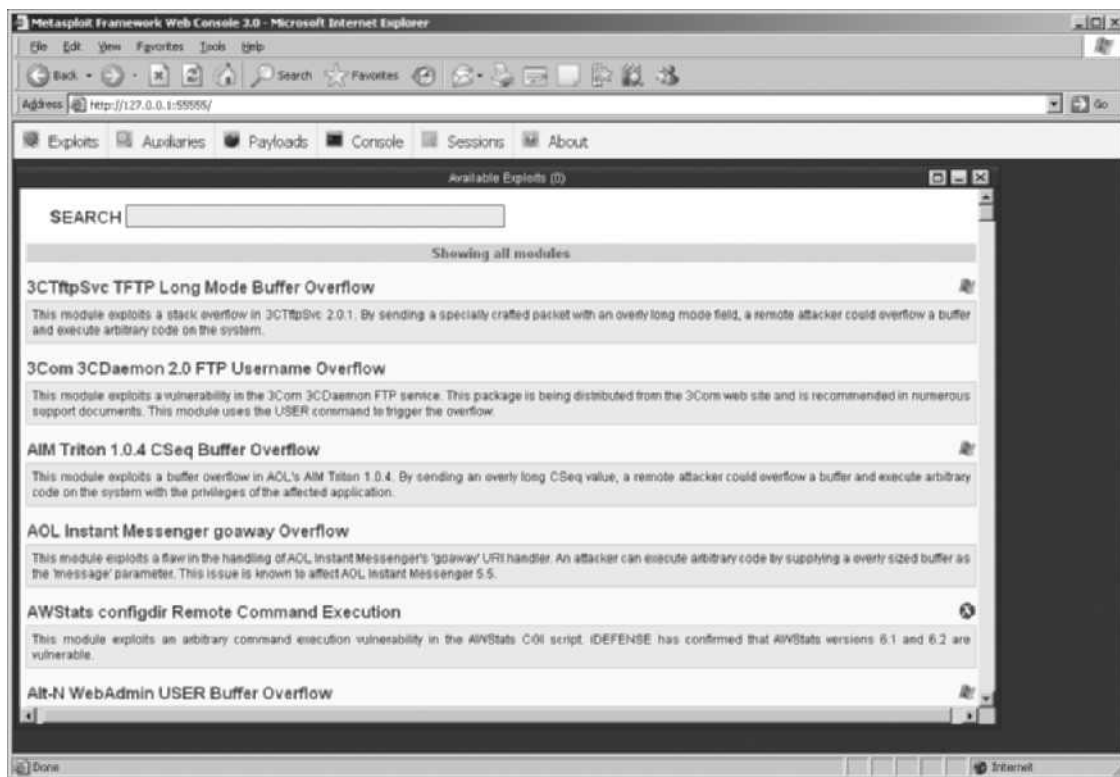 Metasploit Framework Web Console 3.0 - Microsoft Internet Explorer
File Edit View Favorites Tools Help
Back Search Favorites
Address http://127.0.0.1:55555/ Go
Exploits Auxiliaries Payloads Console Sessions About
Available Exploits (0)
SEARCH
Showing all modules
3CTftpSvc TFTP Long Mode Buffer Overflow
This module exploits a stack overflow in 3CTftpSvc 2.0.1. By sending a specially crafted packet with an overly long mode field, a remote attacker could overflow a buffer
and execute arbitrary code on the system.
3Com 3CDaemon 2.0 FTP Username Overflow
This module exploits a vulnerability in the 3Com 3CDaemon FTP service. This package is being distributed from the 3Com web site and is recommended in numerous
support documents. This module uses the USER command to trigger the overflow.
AIM Triton 1.0.4 CSeq Buffer Overflow
This module exploits a buffer overflow in AOL's AIM Triton 1.0.4. By sending an overly long CSeq value, a remote attacker could overflow a buffer and execute arbitrary
code on the system with the privileges of the affected application.
AOL Instant Messenger goaway Overflow
This module exploits a flaw in the handling of AOL Instant Messenger's 'goaway' URI handler. An attacker can execute arbitrary code by supplying a overly sized buffer as
the 'message' parameter. This issue is known to affect AOL Instant Messenger 5.5.
AWStats configdir Remote Command Execution
This module exploits an arbitrary command execution vulnerability in the AWStats CGI script. iDEFENSE has confirmed that AWStats versions 6.1 and 6.2 are
vulnerable.
Alt-N WebAdmin USER Buffer Overflow
Done Internet